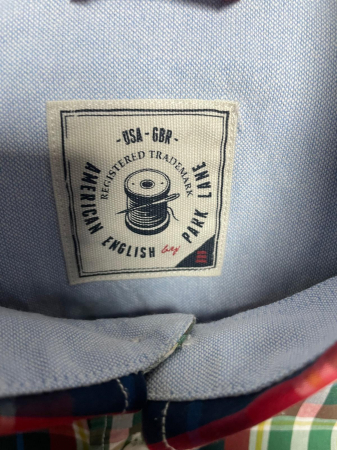 - USA - GBR -
REGISTERED TRADEMARK
AMERICAN ENGLISH PARK LANE